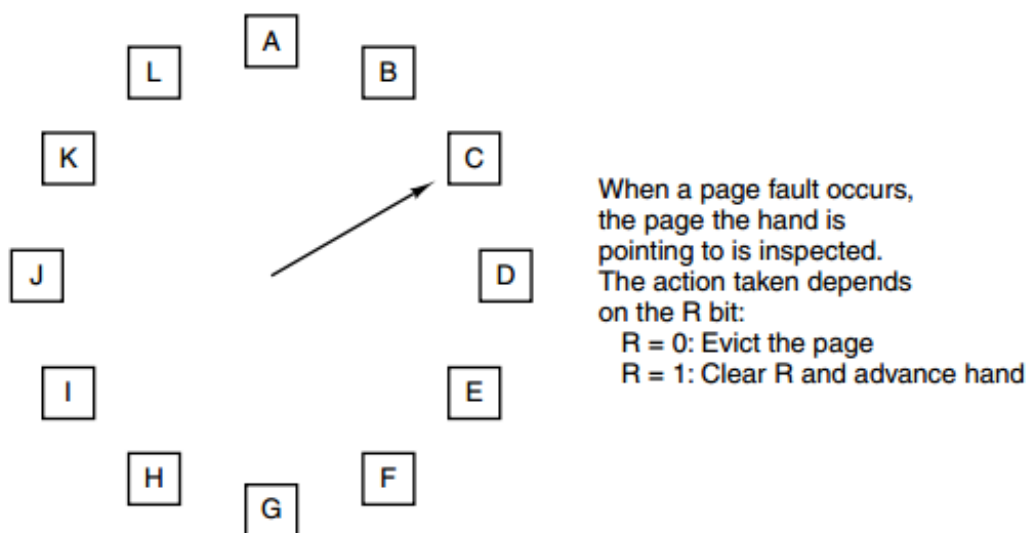 A
L
B
K
C
When a page fault occurs,
the page the hand is
pointing to is inspected.
The action taken depends
on the R bit:
R = 0: Evict the page
R = 1: Clear R and advance hand
J
D
I
E
H
F
G